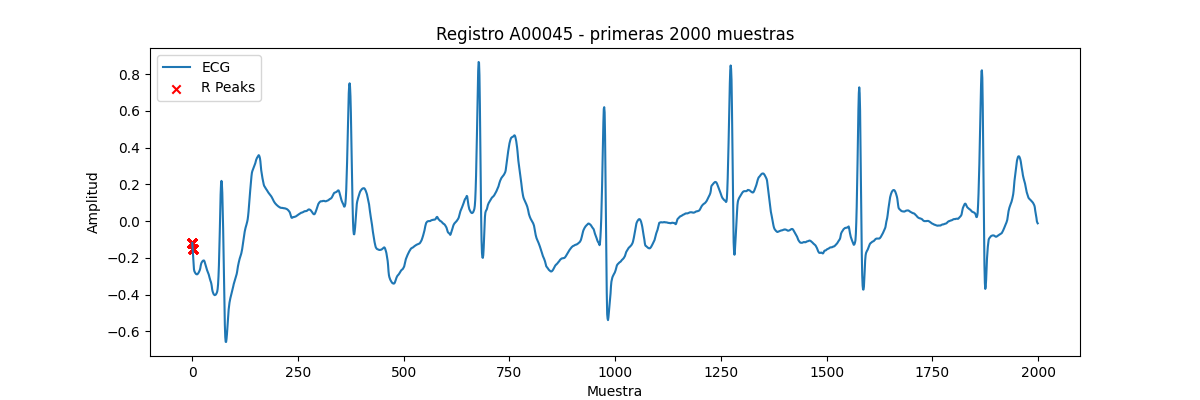 Registro A00045 - primeras 2000 muestras
ECG
R Peaks
Amplitud
0.8
0.6
0.4
0.2
0.0
−0.2
−0.4
−0.6
0 250 500 750 1000 1250 1500 1750 2000
Muestra